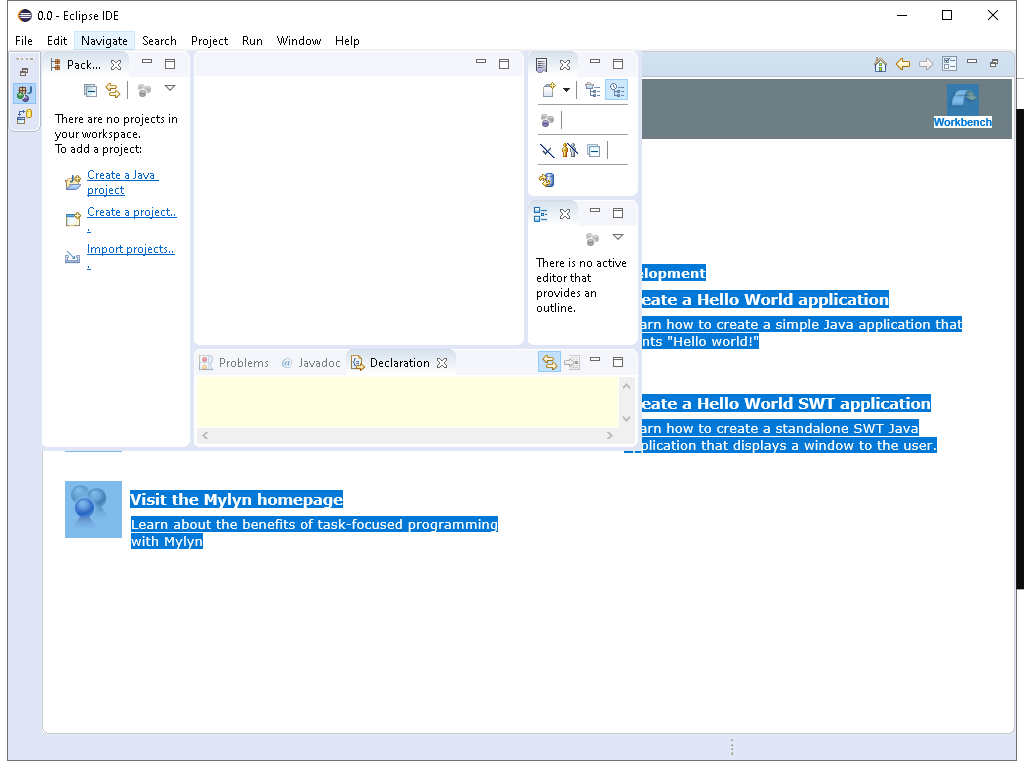 0.0 - Eclipse IDE
File Edit Navigate Search Project Run Window Help
Pack...
There are no projects in
your workspace.
To add a project:
Create a Java
project
Create a project..
.
Import projects..
.
There is no active
editor that
provides an
outline.
Problems @ Javadoc Declaration
Workbench
lopment
eate a Hello World application
arn how to create a simple Java application that
nts "Hello world!"
eate a Hello World SWT application
arn how to create a standalone SWT Java
plication that displays a window to the user.
Visit the Mylyn homepage
Learn about the benefits of task-focused programming
with Mylyn